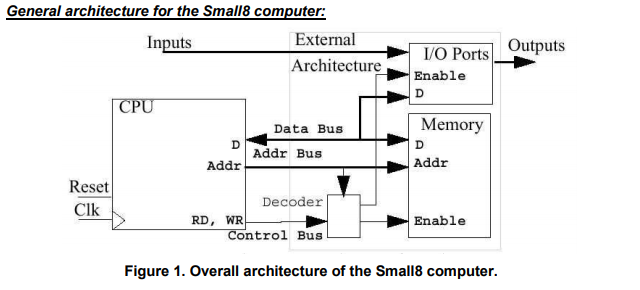 General architecture for the Small8 computer:
Inputs
External
Architecture
I/O Ports
Outputs
Enable
D
CPU
Data Bus
Memory
D
D
Addr Bus
Addr
Addr
Reset
Clk
Decoder
RD, WR
Enable
Control Bus
Figure 1. Overall architecture of the Small8 computer.